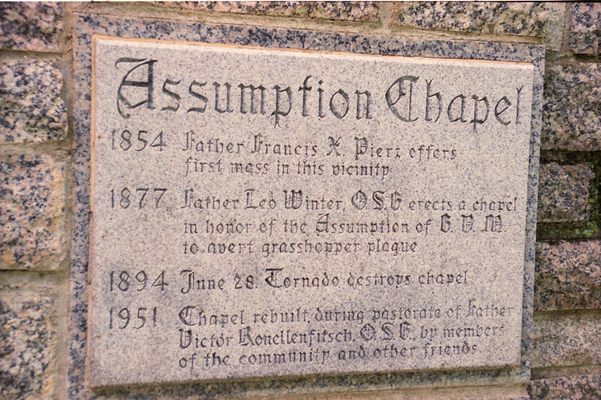 Assumption Chapel
1854 Father Francis X. Pierz offers
first mass in this vicinity
1877 Father Leo Winter, O.S.B. erects a chapel
in honor of the Assumption of B.V.M.
to avert grasshopper plague
1894 June 28. Tornado destroys chapel
1951 Chapel rebuilt during pastorate of Father
Victor Ronellenfitsch, O.S.B., by members
of the community and other friends